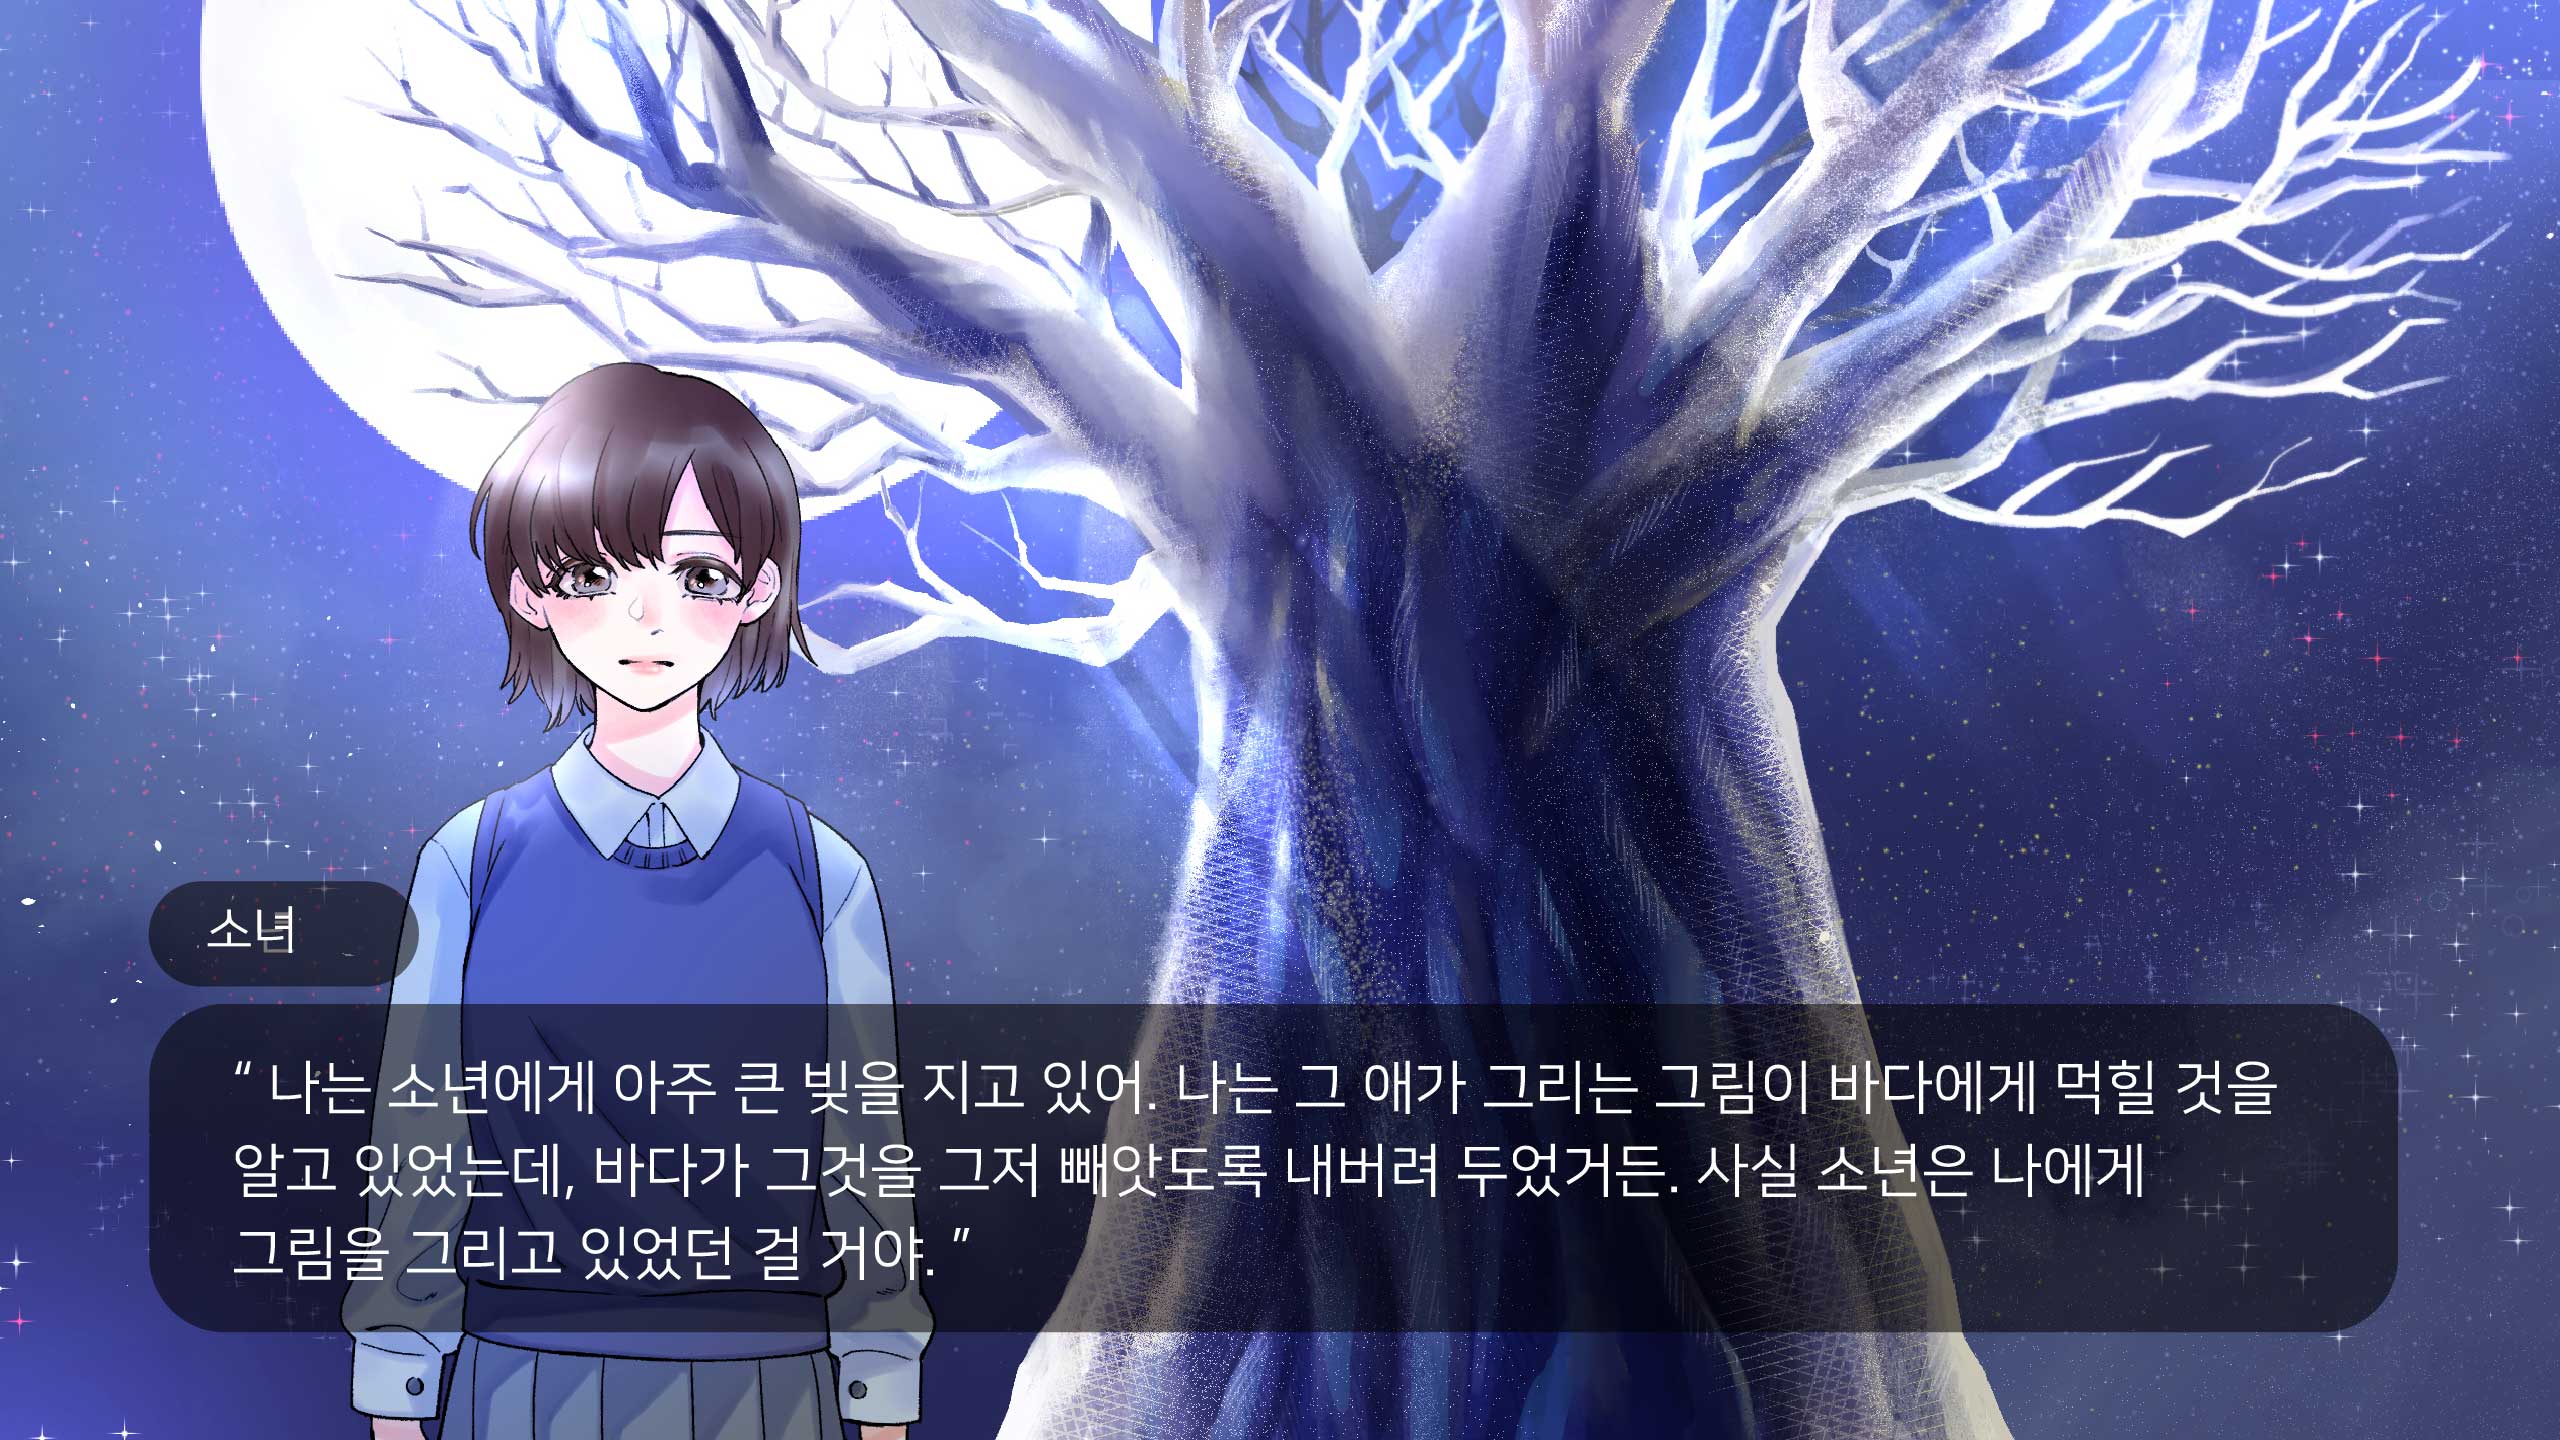 소녀
“ 나는 소년에게 아주 큰 빚을 지고 있어. 나는 그 애가 그리는 그림이 바다에게 먹힐 것을
알고 있었는데, 바다가 그것을 그저 빼앗도록 내버려 두었거든. 사실 소년은 나에게
그림을 그리고 있었던 걸 거야. ”